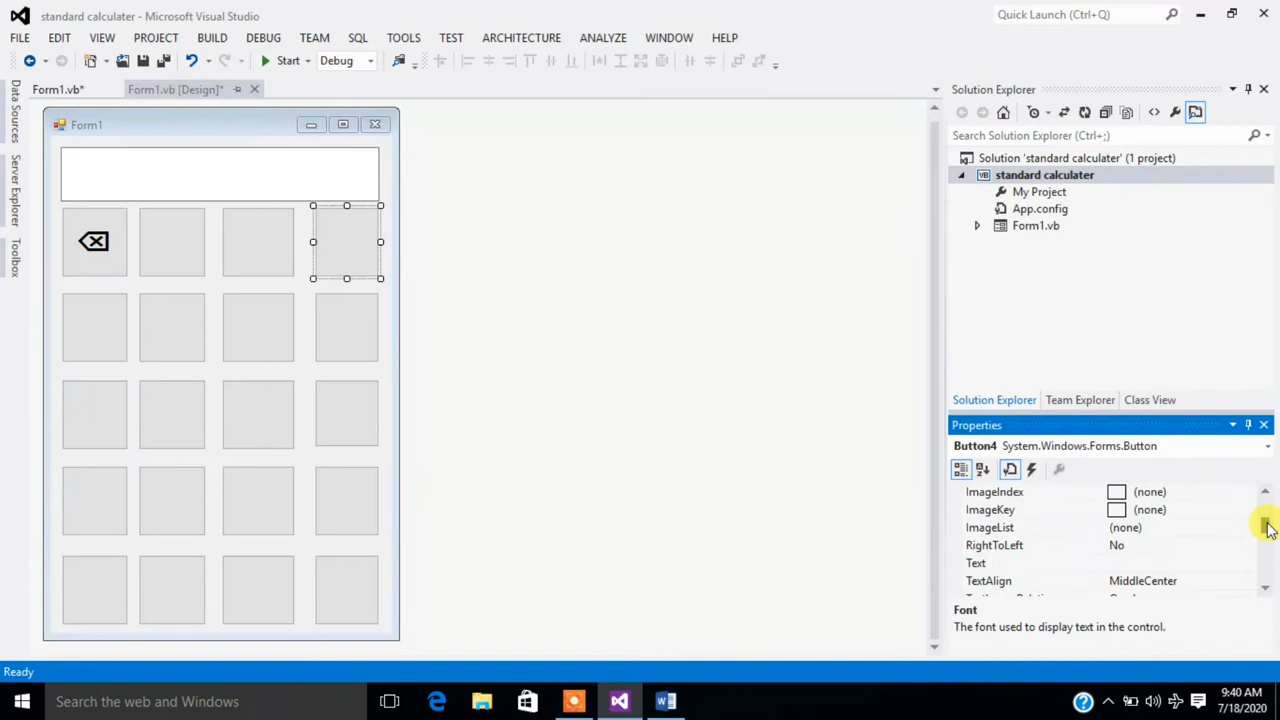 standard calculater - Microsoft Visual Studio
Quick Launch (Ctrl+Q)
FILE EDIT VIEW PROJECT BUILD DEBUG TEAM SQL TOOLS TEST ARCHITECTURE ANALYZE WINDOW HELP
Start Debug
Form1.vb* Form1.vb [Design]*
Data Sources
Server Explorer
Toolbox
Form1
Solution Explorer
Search Solution Explorer (Ctrl+;)
Solution 'standard calculater' (1 project)
standard calculater
My Project
App.config
Form1.vb
Solution Explorer Team Explorer Class View
Properties
Button4 System.Windows.Forms.Button
ImageIndex (none)
ImageKey (none)
ImageList (none)
RightToLeft No
Text
TextAlign MiddleCenter
Font
The font used to display text in the control.
Ready
Search the web and Windows
9:40 AM
7/18/2020